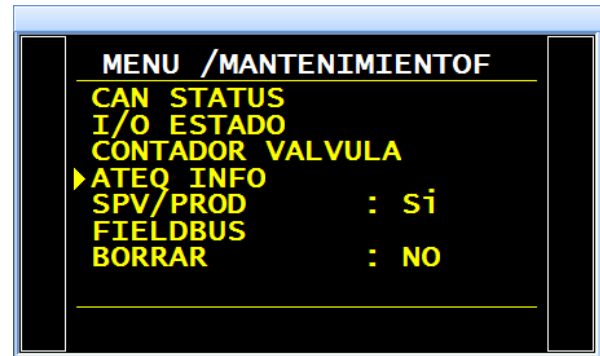 MENU /MANTENIMIENTOF
CAN STATUS
I/O ESTADO
CONTADOR VALVULA
ATEQ INFO
SPV/PROD : Si
FIELDBUS
BORRAR : NO